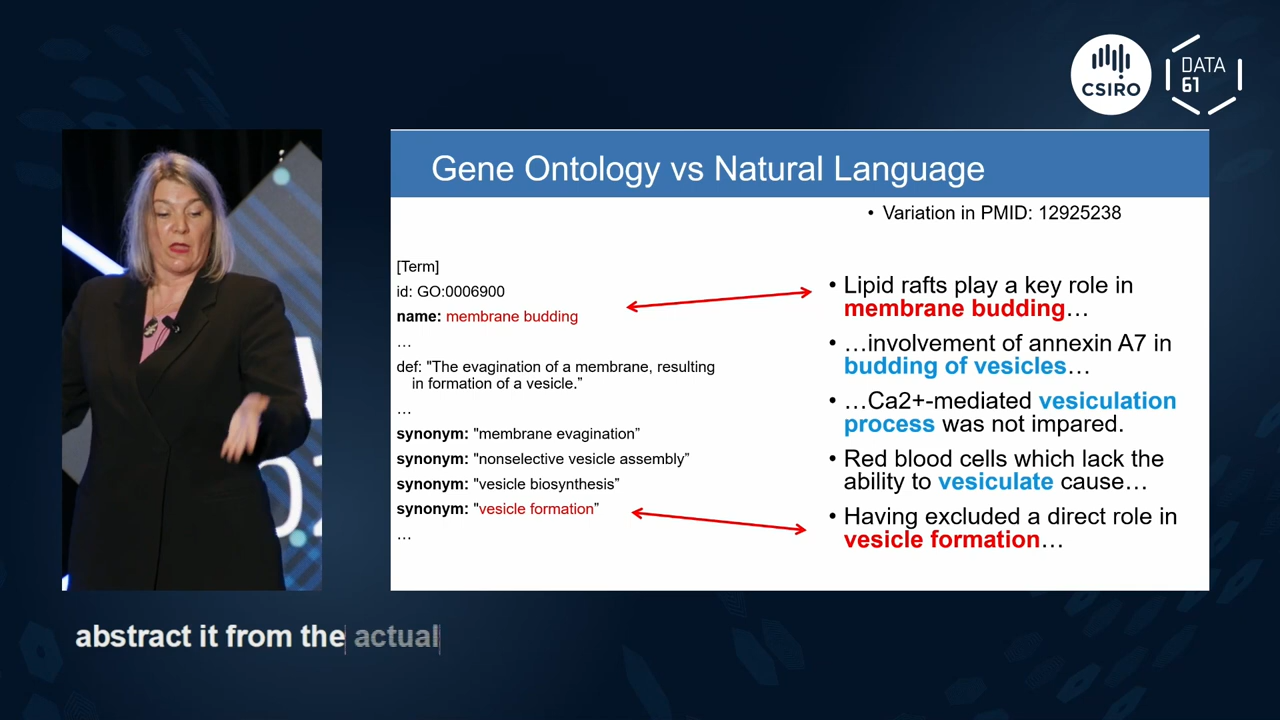 CSIRO
DATA
61
Gene Ontology vs Natural Language
• Variation in PMID: 12925238
[Term]
id: GO:0006900
name: membrane budding
…
def: "The evagination of a membrane, resulting
in formation of a vesicle.”
…
synonym: "membrane evagination”
synonym: "nonselective vesicle assembly”
synonym: "vesicle biosynthesis”
synonym: "vesicle formation”
…
• Lipid rafts play a key role in
membrane budding…
• …involvement of annexin A7 in
budding of vesicles…
• …Ca2+-mediated vesiculation
process was not impared.
• Red blood cells which lack the
ability to vesiculate cause…
• Having excluded a direct role in
vesicle formation…
abstract it from the actual